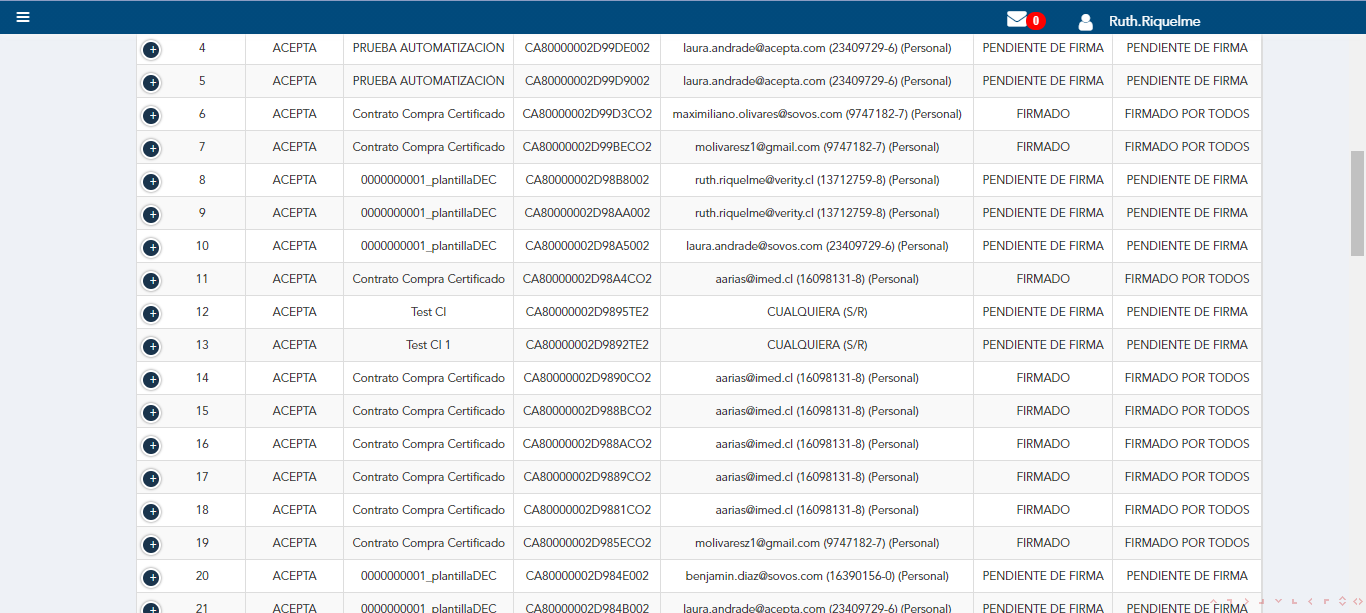 0 Ruth.Riquelme
4 ACEPTA PRUEBA AUTOMATIZACIÓN CA80000002D99DE002 laura.andrade@acepta.com (23409729-6) (Personal) PENDIENTE DE FIRMA PENDIENTE DE FIRMA
5 ACEPTA PRUEBA AUTOMATIZACIÓN CA80000002D99D9002 laura.andrade@acepta.com (23409729-6) (Personal) PENDIENTE DE FIRMA PENDIENTE DE FIRMA
6 ACEPTA Contrato Compra Certificado CA80000002D99D3CO2 maximiliano.olivares@sovos.com (9747182-7) (Personal) FIRMADO FIRMADO POR TODOS
7 ACEPTA Contrato Compra Certificado CA80000002D99BECO2 molivaresz1@gmail.com (9747182-7) (Personal) FIRMADO FIRMADO POR TODOS
8 ACEPTA 0000000001_plantillaDEC CA80000002D98B8002 ruth.riquelme@verity.cl (13712759-8) (Personal) PENDIENTE DE FIRMA PENDIENTE DE FIRMA
9 ACEPTA 0000000001_plantillaDEC CA80000002D98AA002 ruth.riquelme@verity.cl (13712759-8) (Personal) PENDIENTE DE FIRMA PENDIENTE DE FIRMA
10 ACEPTA 0000000001_plantillaDEC CA80000002D98A5002 laura.andrade@sovos.com (23409729-6) (Personal) PENDIENTE DE FIRMA PENDIENTE DE FIRMA
11 ACEPTA Contrato Compra Certificado CA80000002D98A4CO2 aarias@imed.cl (16098131-8) (Personal) FIRMADO FIRMADO POR TODOS
12 ACEPTA Test CI CA80000002D9895TE2 CUALQUIERA (S/R) PENDIENTE DE FIRMA PENDIENTE DE FIRMA
13 ACEPTA Test CI 1 CA80000002D9892TE2 CUALQUIERA (S/R) PENDIENTE DE FIRMA PENDIENTE DE FIRMA
14 ACEPTA Contrato Compra Certificado CA80000002D9890CO2 aarias@imed.cl (16098131-8) (Personal) FIRMADO FIRMADO POR TODOS
15 ACEPTA Contrato Compra Certificado CA80000002D988BCO2 aarias@imed.cl (16098131-8) (Personal) FIRMADO FIRMADO POR TODOS
16 ACEPTA Contrato Compra Certificado CA80000002D988ACO2 aarias@imed.cl (16098131-8) (Personal) FIRMADO FIRMADO POR TODOS
17 ACEPTA Contrato Compra Certificado CA80000002D9889CO2 aarias@imed.cl (16098131-8) (Personal) FIRMADO FIRMADO POR TODOS
18 ACEPTA Contrato Compra Certificado CA80000002D9881CO2 aarias@imed.cl (16098131-8) (Personal) FIRMADO FIRMADO POR TODOS
19 ACEPTA Contrato Compra Certificado CA80000002D985ECO2 molivaresz1@gmail.com (9747182-7) (Personal) FIRMADO FIRMADO POR TODOS
20 ACEPTA 0000000001_plantillaDEC CA80000002D984E002 benjamin.diaz@sovos.com (16390156-0) (Personal) PENDIENTE DE FIRMA PENDIENTE DE FIRMA
21 ACEPTA 0000000001_plantillaDEC CA80000002D984B002 laura.andrade@acepta.com (23409729-6) (Personal) PENDIENTE DE FIRMA PENDIENTE DE FIRMA